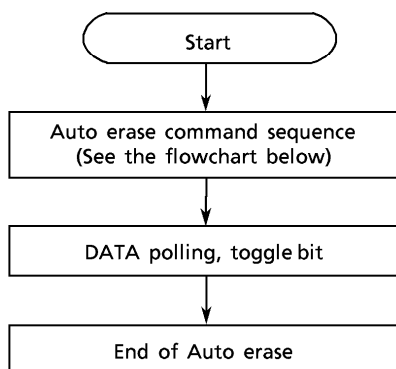 Start
Auto erase command sequence
(See the flowchart below)
DATA polling, toggle bit
End of Auto erase